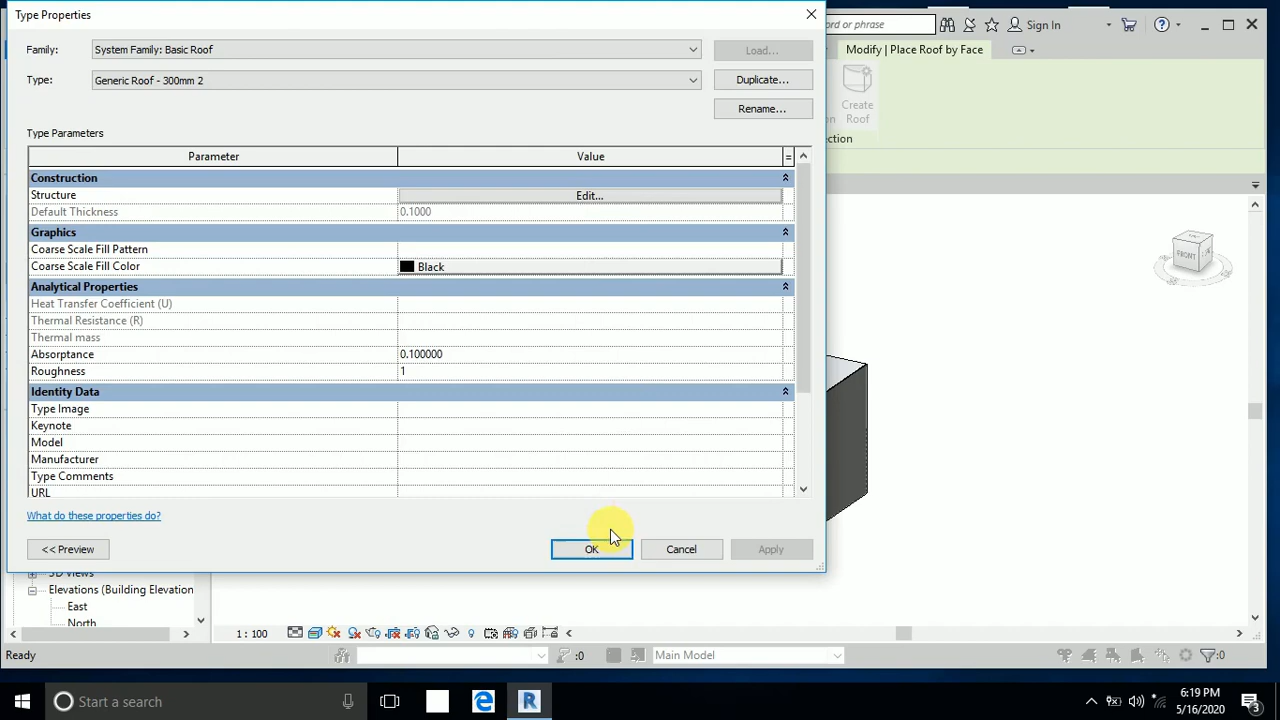 Type Properties
or phrase
Sign In
Family:
System Family: Basic Roof
Load...
Modify | Place Roof by Face
Type:
Generic Roof - 300mm 2
Duplicate...
Rename...
Create
Roof
Type Parameters
Parameter
Value
=
Construction
Structure
Edit...
Default Thickness
0.1000
Graphics
Coarse Scale Fill Pattern
Coarse Scale Fill Color
Black
Analytical Properties
Heat Transfer Coefficient (U)
Thermal Resistance (R)
Thermal mass
Absorptance
0.100000
Roughness
1
Identity Data
Type Image
Keynote
Model
Manufacturer
Type Comments
URL
What do these properties do?
<< Preview
OK
Cancel
Apply
FRONT
Elevations (Building Elevation
East
North
1 : 100
Ready
:0
Main Model
:0
Start a search
6:19 PM
5/16/2020
3